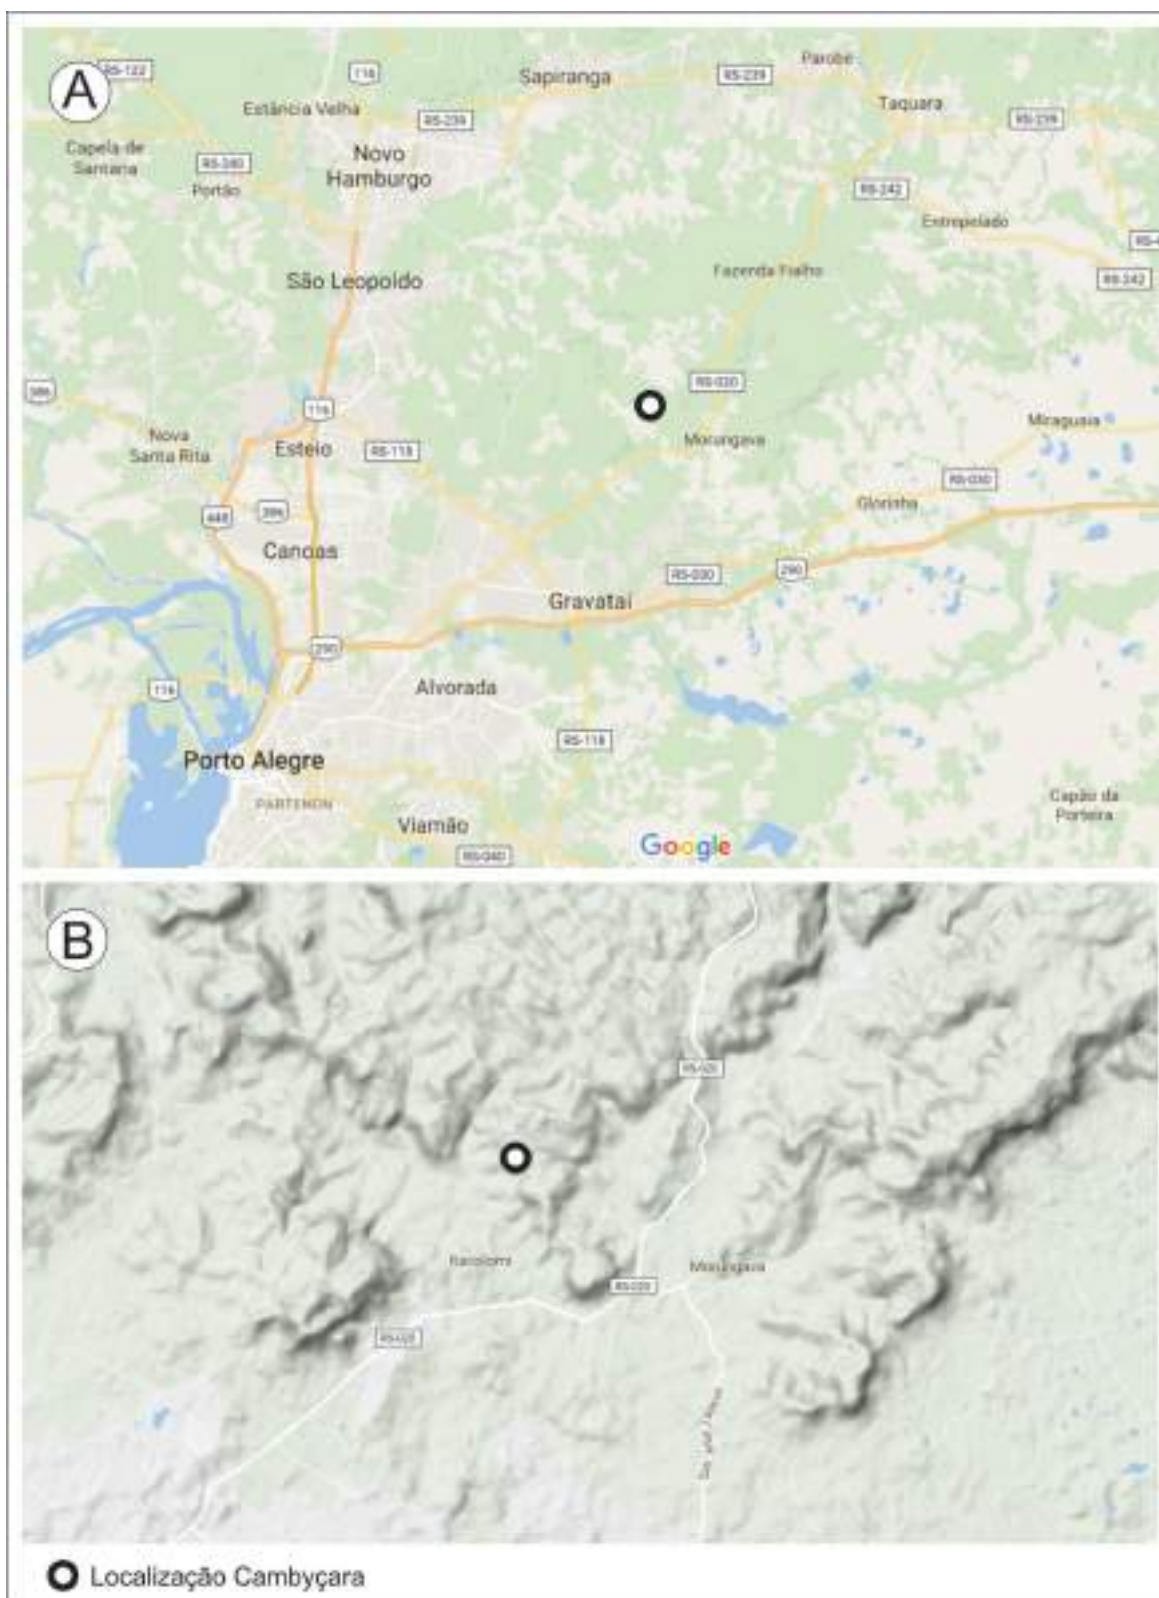 A
RS-122
116
Sapiranga
RS-239
Parobé
Estância Velha
RS-239
Taquara
RS-239
Capela de
Santana
RS-240
Portão
Novo
Hamburgo
RS-242
Entrepelado
São Leopoldo
Fazenda Fialho
RS-242
386
116
RS-020
Nova
Santa Rita
Esteio
RS-118
Morungava
Miraguaia
RS-030
448
386
Glorinha
Canoas
RS-030
290
Gravataí
290
116
Alvorada
RS-118
Porto Alegre
PARTENON
Capão da
Porteira
Viamão
Google
RS-040
B
RS-020
Itacolomi
Morungava
RS-020
RS-020
Localização Cambyçara